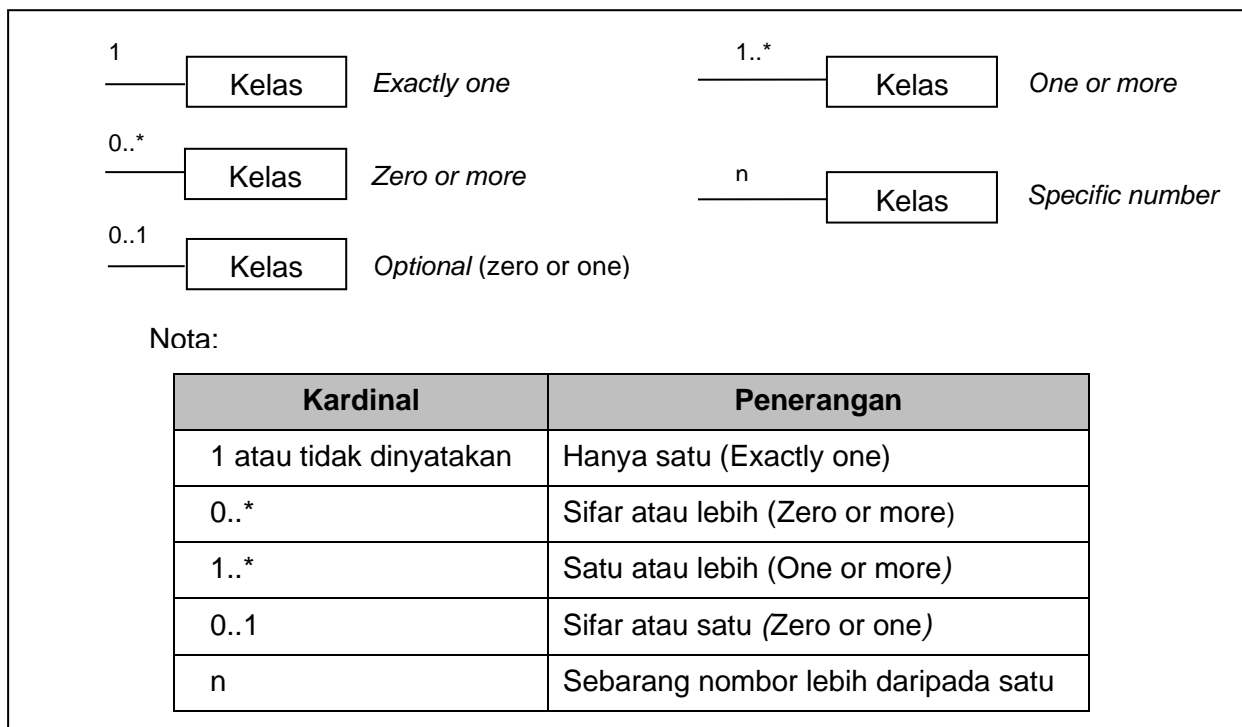 1
Kelas Exactly one
1..*
Kelas One or more
0..*
Kelas Zero or more
n
Kelas Specific number
0..1
Kelas Optional (zero or one)
Nota:
Kardinal Penerangan
1 atau tidak dinyatakan Hanya satu (Exactly one)
0..* Sifar atau lebih (Zero or more)
1..* Satu atau lebih (One or more)
0..1 Sifar atau satu (Zero or one)
n Sebarang nombor lebih daripada satu